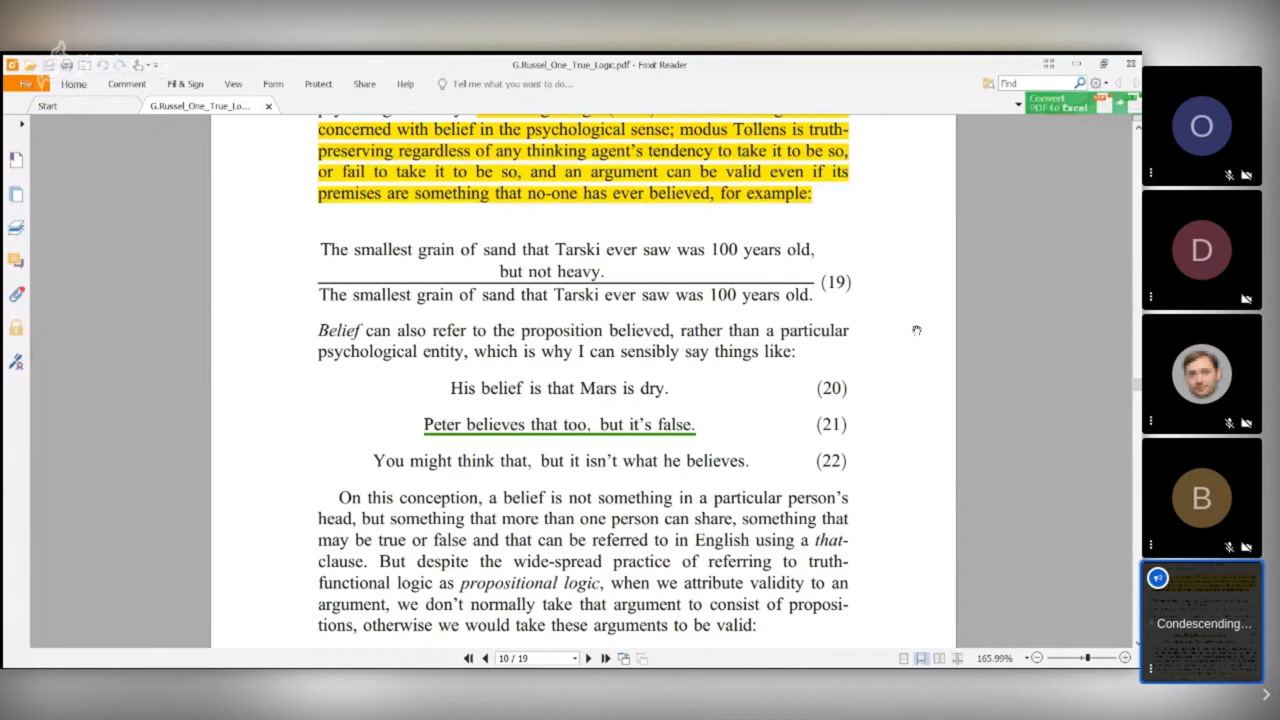 G.Russel_One_True_Logic.pdf - Foxit Reader
File Home Comment Fill & Sign View Form Protect Share Help Tell me what you want to do... Find
Start G.Russel_One_True_Lo... Convert
PDF to Excel
concerned with belief in the psychological sense; modus Tollens is truth-
preserving regardless of any thinking agent's tendency to take it to be so,
or fail to take it to be so, and an argument can be valid even if its
premises are something that no-one has ever believed, for example:
The smallest grain of sand that Tarski ever saw was 100 years old,
but not heavy.
(19)
The smallest grain of sand that Tarski ever saw was 100 years old.
Belief can also refer to the proposition believed, rather than a particular
psychological entity, which is why I can sensibly say things like:
His belief is that Mars is dry. (20)
Peter believes that too, but it's false. (21)
You might think that, but it isn't what he believes. (22)
On this conception, a belief is not something in a particular person's
head, but something that more than one person can share, something that
may be true or false and that can be referred to in English using a that-
clause. But despite the wide-spread practice of referring to truth-
functional logic as propositional logic, when we attribute validity to an
argument, we don't normally take that argument to consist of proposi-
tions, otherwise we would take these arguments to be valid:
10 / 19 165.99%
O
D
B
Condescending...